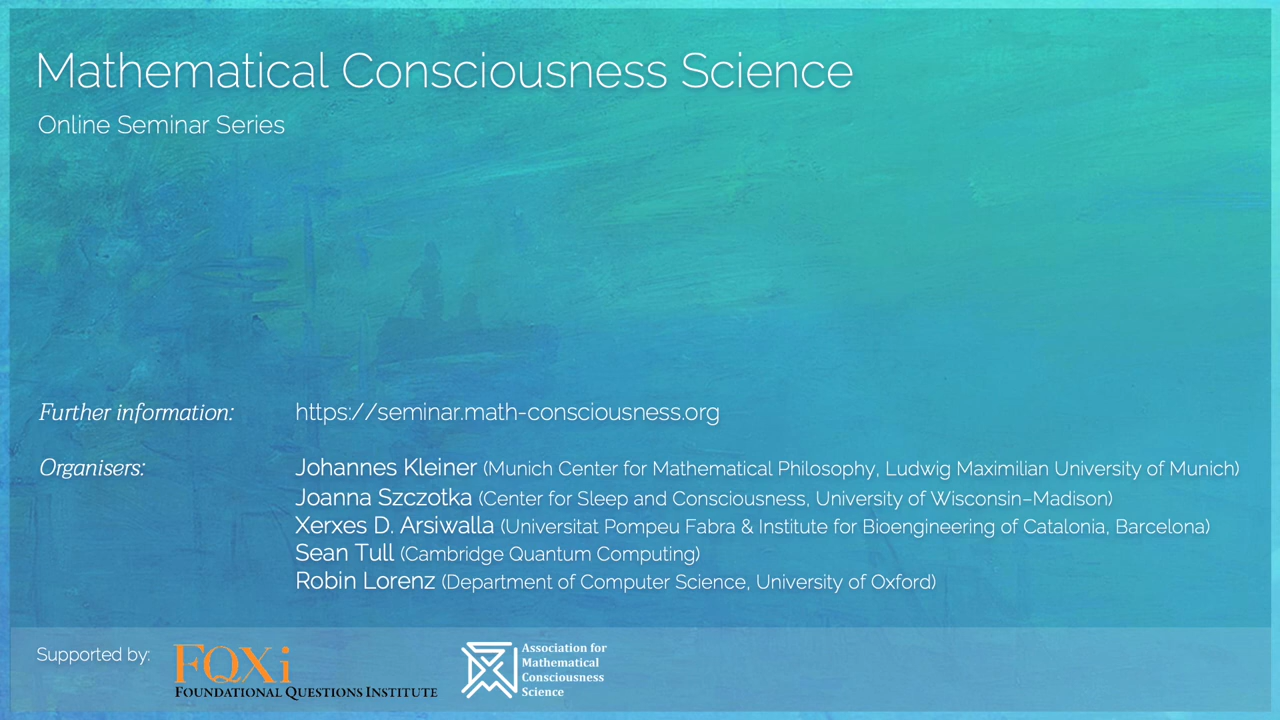 Mathematical Consciousness Science
Online Seminar Series
Further information: https://seminar.math-consciousness.org
Organisers: Johannes Kleiner (Munich Center for Mathematical Philosophy, Ludwig Maximilian University of Munich)
Joanna Szczotka (Center for Sleep and Consciousness, University of Wisconsin–Madison)
Xerxes D. Arsiwalla (Universitat Pompeu Fabra & Institute for Bioengineering of Catalonia, Barcelona)
Sean Tull (Cambridge Quantum Computing)
Robin Lorenz (Department of Computer Science, University of Oxford)
Supported by:
FQXi
Foundational Questions Institute
Association for
Mathematical
Consciousness
Science